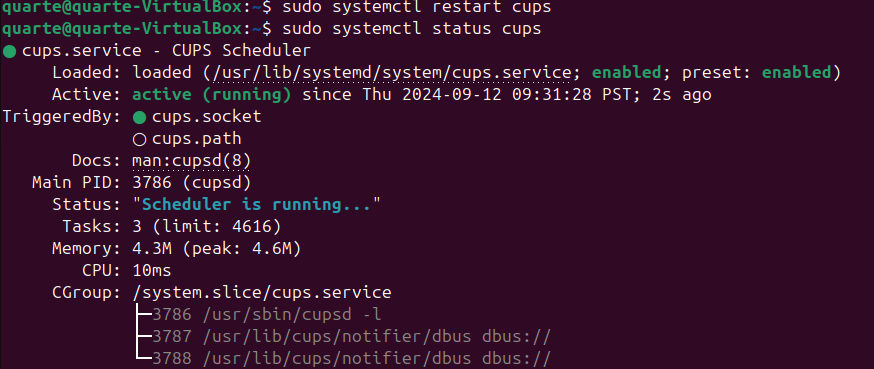 quarte@quarte-VirtualBox:~$ sudo systemctl restart cups
quarte@quarte-VirtualBox:~$ sudo systemctl status cups
● cups.service - CUPS Scheduler
     Loaded: loaded (/usr/lib/systemd/system/cups.service; enabled; preset: enabled)
     Active: active (running) since Thu 2024-09-12 09:31:28 PST; 2s ago
TriggeredBy: ● cups.socket
             ○ cups.path
       Docs: man:cupsd(8)
   Main PID: 3786 (cupsd)
     Status: "Scheduler is running..."
      Tasks: 3 (limit: 4616)
     Memory: 4.3M (peak: 4.6M)
        CPU: 10ms
     CGroup: /system.slice/cups.service
             ├─3786 /usr/sbin/cupsd -l
             ├─3787 /usr/lib/cups/notifier/dbus dbus://
             └─3788 /usr/lib/cups/notifier/dbus dbus://